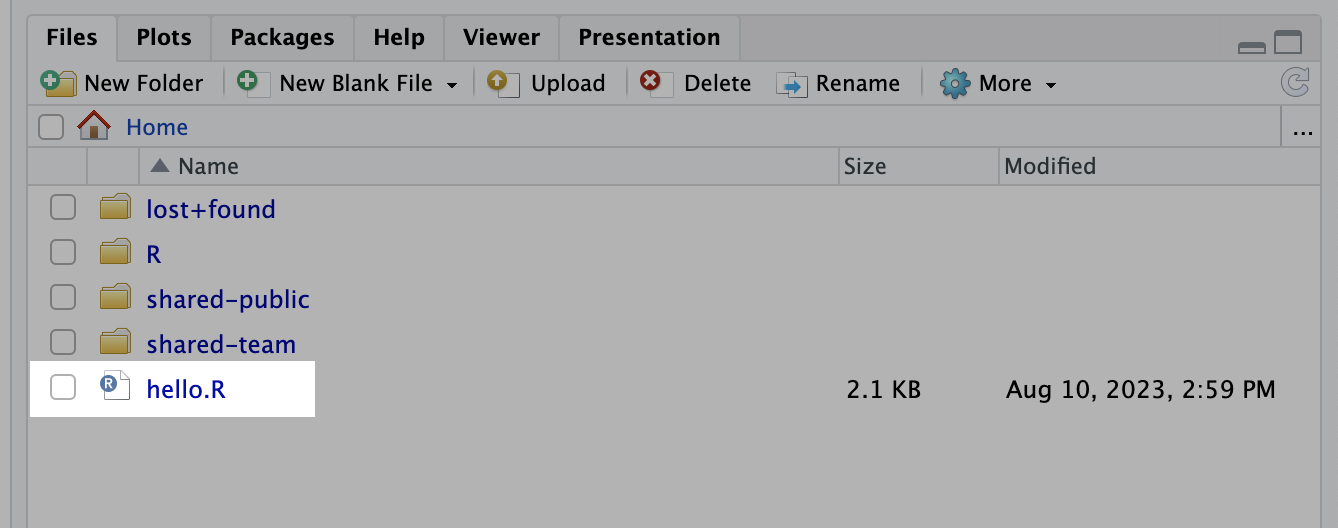 Files Plots Packages Help Viewer Presentation
New Folder New Blank File Upload Delete Rename More
Home ...
Name Size Modified
lost+found
R
shared-public
shared-team
R hello.R 2.1 KB Aug 10, 2023, 2:59 PM